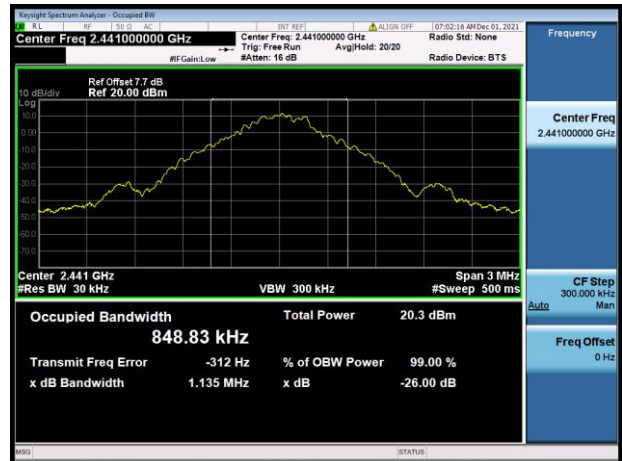 Keysight Spectrum Analyzer - Occupied BW
RL RF 50 Ω AC INT REF ALIGN OFF 07:02:16 AM Dec 01, 2021
Center Freq 2.441000000 GHz Center Freq: 2.441000000 GHz Radio Std: None
Trig: Free Run Avg|Hold: 20/20
#IFGain:Low #Atten: 16 dB Radio Device: BTS
Frequency
Ref Offset 7.7 dB
10 dB/div Ref 20.00 dBm
Log
10.0
0.00
-10.0
-20.0
-30.0
-40.0
-50.0
-60.0
-70.0
Center 2.441 GHz Span 3 MHz
#Res BW 30 kHz VBW 300 kHz #Sweep 500 ms
Occupied Bandwidth Total Power 20.3 dBm
848.83 kHz
Transmit Freq Error -312 Hz % of OBW Power 99.00 %
x dB Bandwidth 1.135 MHz x dB -26.00 dB
Center Freq
2.441000000 GHz
CF Step
300.000 kHz
Auto Man
Freq Offset
0 Hz
MSG STATUS